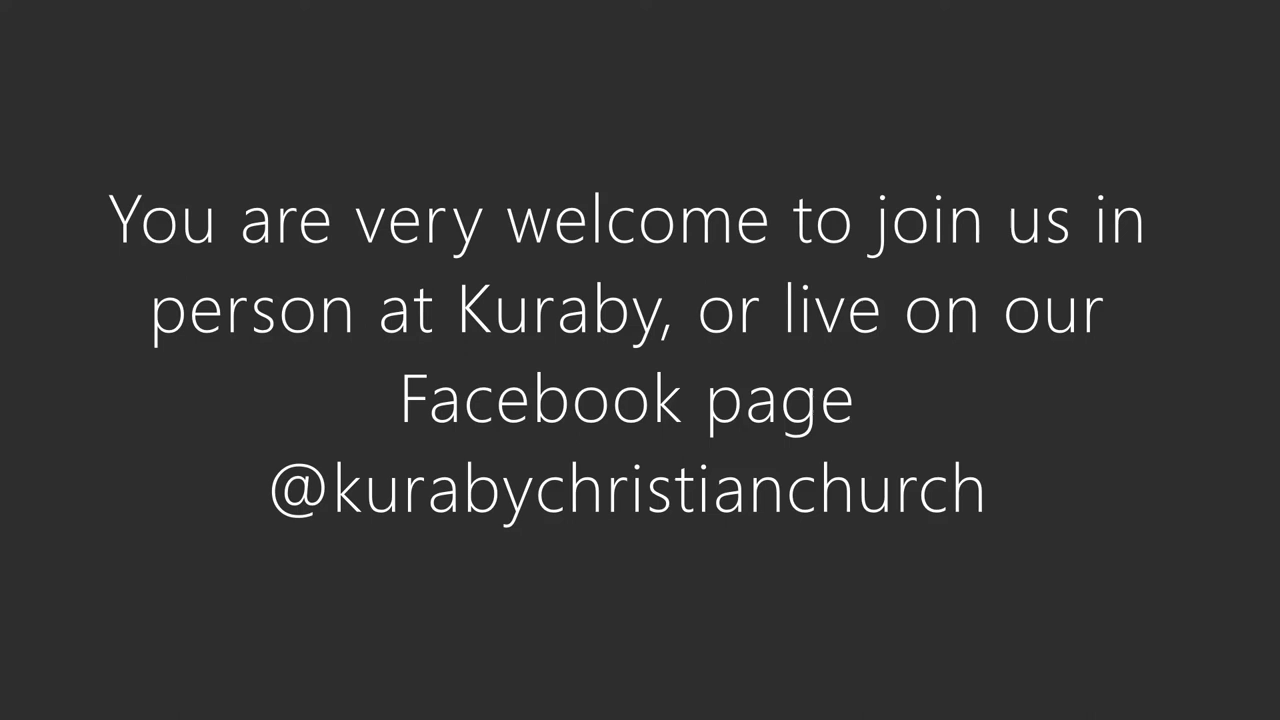 You are very welcome to join us in
person at Kuraby, or live on our
Facebook page
@kurabychristianchurch